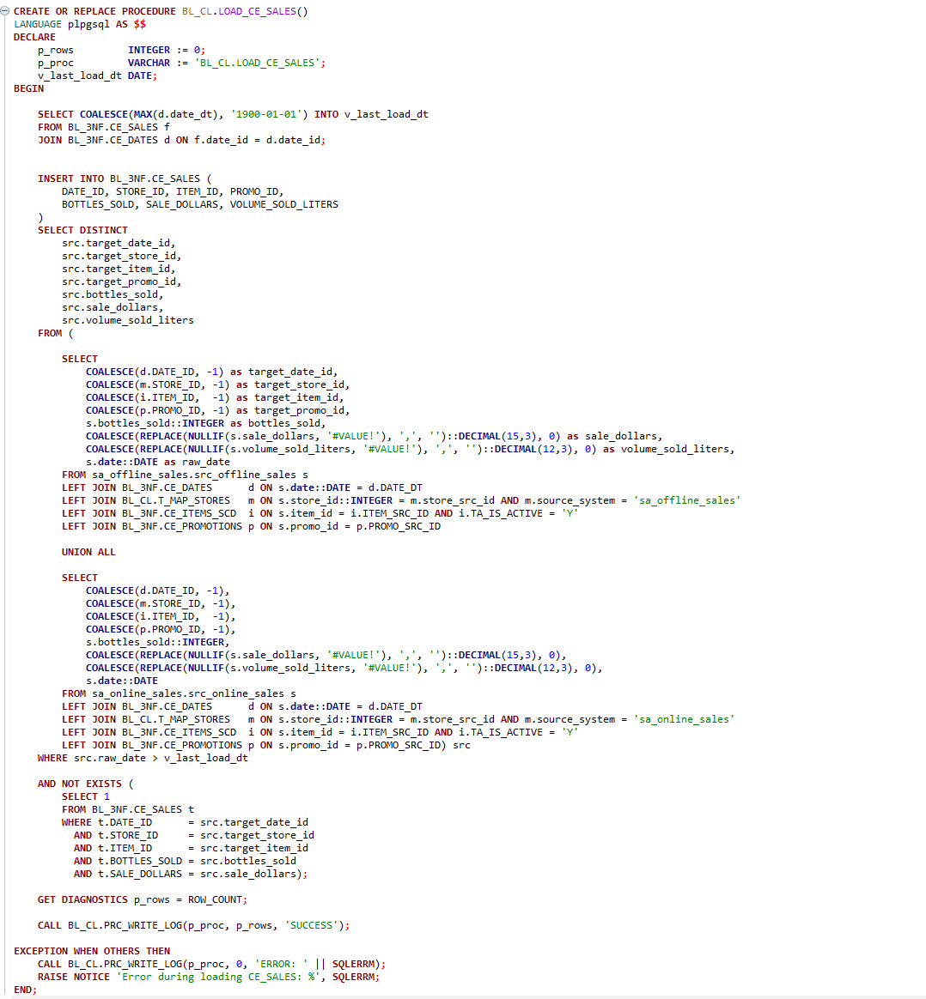 CREATE OR REPLACE PROCEDURE BL_CL.LOAD_CE_SALES()
LANGUAGE plpgsql AS $$
DECLARE
    p_rows         INTEGER := 0;
    p_proc         VARCHAR := 'BL_CL.LOAD_CE_SALES';
    v_last_load_dt DATE;
BEGIN
    SELECT COALESCE(MAX(d.date_dt), '1900-01-01') INTO v_last_load_dt
    FROM BL_3NF.CE_SALES f
    JOIN BL_3NF.CE_DATES d ON f.date_id = d.date_id;
    INSERT INTO BL_3NF.CE_SALES (
        DATE_ID, STORE_ID, ITEM_ID, PROMO_ID,
        BOTTLES_SOLD, SALE_DOLLARS, VOLUME_SOLD_LITERS
    )
    SELECT DISTINCT
        src.target_date_id,
        src.target_store_id,
        src.target_item_id,
        src.target_promo_id,
        src.bottles_sold,
        src.sale_dollars,
        src.volume_sold_liters
    FROM (
        SELECT
            COALESCE(d.DATE_ID, -1) as target_date_id,
            COALESCE(m.STORE_ID, -1) as target_store_id,
            COALESCE(i.ITEM_ID,  -1) as target_item_id,
            COALESCE(p.PROMO_ID, -1) as target_promo_id,
            s.bottles_sold::INTEGER as bottles_sold,
            COALESCE(REPLACE(NULLIF(s.sale_dollars, '#VALUE!'), ',', '')::DECIMAL(15,3), 0) as sale_dollars,
            COALESCE(REPLACE(NULLIF(s.volume_sold_liters, '#VALUE!'), ',', '')::DECIMAL(12,3), 0) as volume_sold_liters,
            s.date::DATE as raw_date
        FROM sa_offline_sales.src_offline_sales s
        LEFT JOIN BL_3NF.CE_DATES      d ON s.date::DATE = d.DATE_DT
        LEFT JOIN BL_CL.T_MAP_STORES   m ON s.store_id::INTEGER = m.store_src_id AND m.source_system = 'sa_offline_sales'
        LEFT JOIN BL_3NF.CE_ITEMS_SCD  i ON s.item_id = i.ITEM_SRC_ID AND i.TA_IS_ACTIVE = 'Y'
        LEFT JOIN BL_3NF.CE_PROMOTIONS p ON s.promo_id = p.PROMO_SRC_ID
        UNION ALL
        SELECT
            COALESCE(d.DATE_ID, -1),
            COALESCE(m.STORE_ID, -1),
            COALESCE(i.ITEM_ID,  -1),
            COALESCE(p.PROMO_ID, -1),
            s.bottles_sold::INTEGER,
            COALESCE(REPLACE(NULLIF(s.sale_dollars, '#VALUE!'), ',', '')::DECIMAL(15,3), 0),
            COALESCE(REPLACE(NULLIF(s.volume_sold_liters, '#VALUE!'), ',', '')::DECIMAL(12,3), 0),
            s.date::DATE
        FROM sa_online_sales.src_online_sales s
        LEFT JOIN BL_3NF.CE_DATES      d ON s.date::DATE = d.DATE_DT
        LEFT JOIN BL_CL.T_MAP_STORES   m ON s.store_id::INTEGER = m.store_src_id AND m.source_system = 'sa_online_sales'
        LEFT JOIN BL_3NF.CE_ITEMS_SCD  i ON s.item_id = i.ITEM_SRC_ID AND i.TA_IS_ACTIVE = 'Y'
        LEFT JOIN BL_3NF.CE_PROMOTIONS p ON s.promo_id = p.PROMO_SRC_ID) src
    WHERE src.raw_date > v_last_load_dt
    AND NOT EXISTS (
        SELECT 1
        FROM BL_3NF.CE_SALES t
        WHERE t.DATE_ID      = src.target_date_id
          AND t.STORE_ID     = src.target_store_id
          AND t.ITEM_ID      = src.target_item_id
          AND t.BOTTLES_SOLD = src.bottles_sold
          AND t.SALE_DOLLARS = src.sale_dollars);
    GET DIAGNOSTICS p_rows = ROW_COUNT;
    CALL BL_CL.PRC_WRITE_LOG(p_proc, p_rows, 'SUCCESS');
EXCEPTION WHEN OTHERS THEN
    CALL BL_CL.PRC_WRITE_LOG(p_proc, 0, 'ERROR: ' || SQLERRM);
    RAISE NOTICE 'Error during loading CE_SALES: %', SQLERRM;
END;